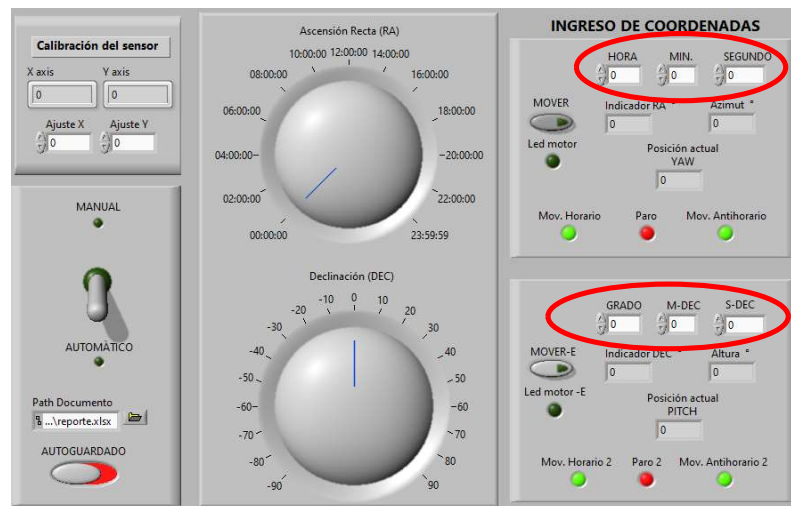 Calibración del sensor
X axis Y axis
0 0
Ajuste X Ajuste Y
0 0
MANUAL
AUTOMÀTICO
Path Documento
...\reporte.xlsx
AUTOGUARDADO
Ascensión Recta (RA)
10:00:00 12:00:00 14:00:00
08:00:00 16:00:00
06:00:00 18:00:00
04:00:00 20:00:00
02:00:00 22:00:00
00:00:00 23:59:59
Declinación (DEC)
-10 0 10
-20 20
-30 30
-40 40
-50 50
-60 60
-70 70
-80 80
-90 90
INGRESO DE COORDENADAS
HORA MIN. SEGUNDO
0 0 0
MOVER Indicador RA ° Azimut °
0 0
Led motor Posición actual
YAW
0
Mov. Horario Paro Mov. Antihorario
GRADO M-DEC S-DEC
0 0 0
MOVER-E Indicador DEC ° Altura °
0 0
Led motor -E Posición actual
PITCH
0
Mov. Horario 2 Paro 2 Mov. Antihorario 2